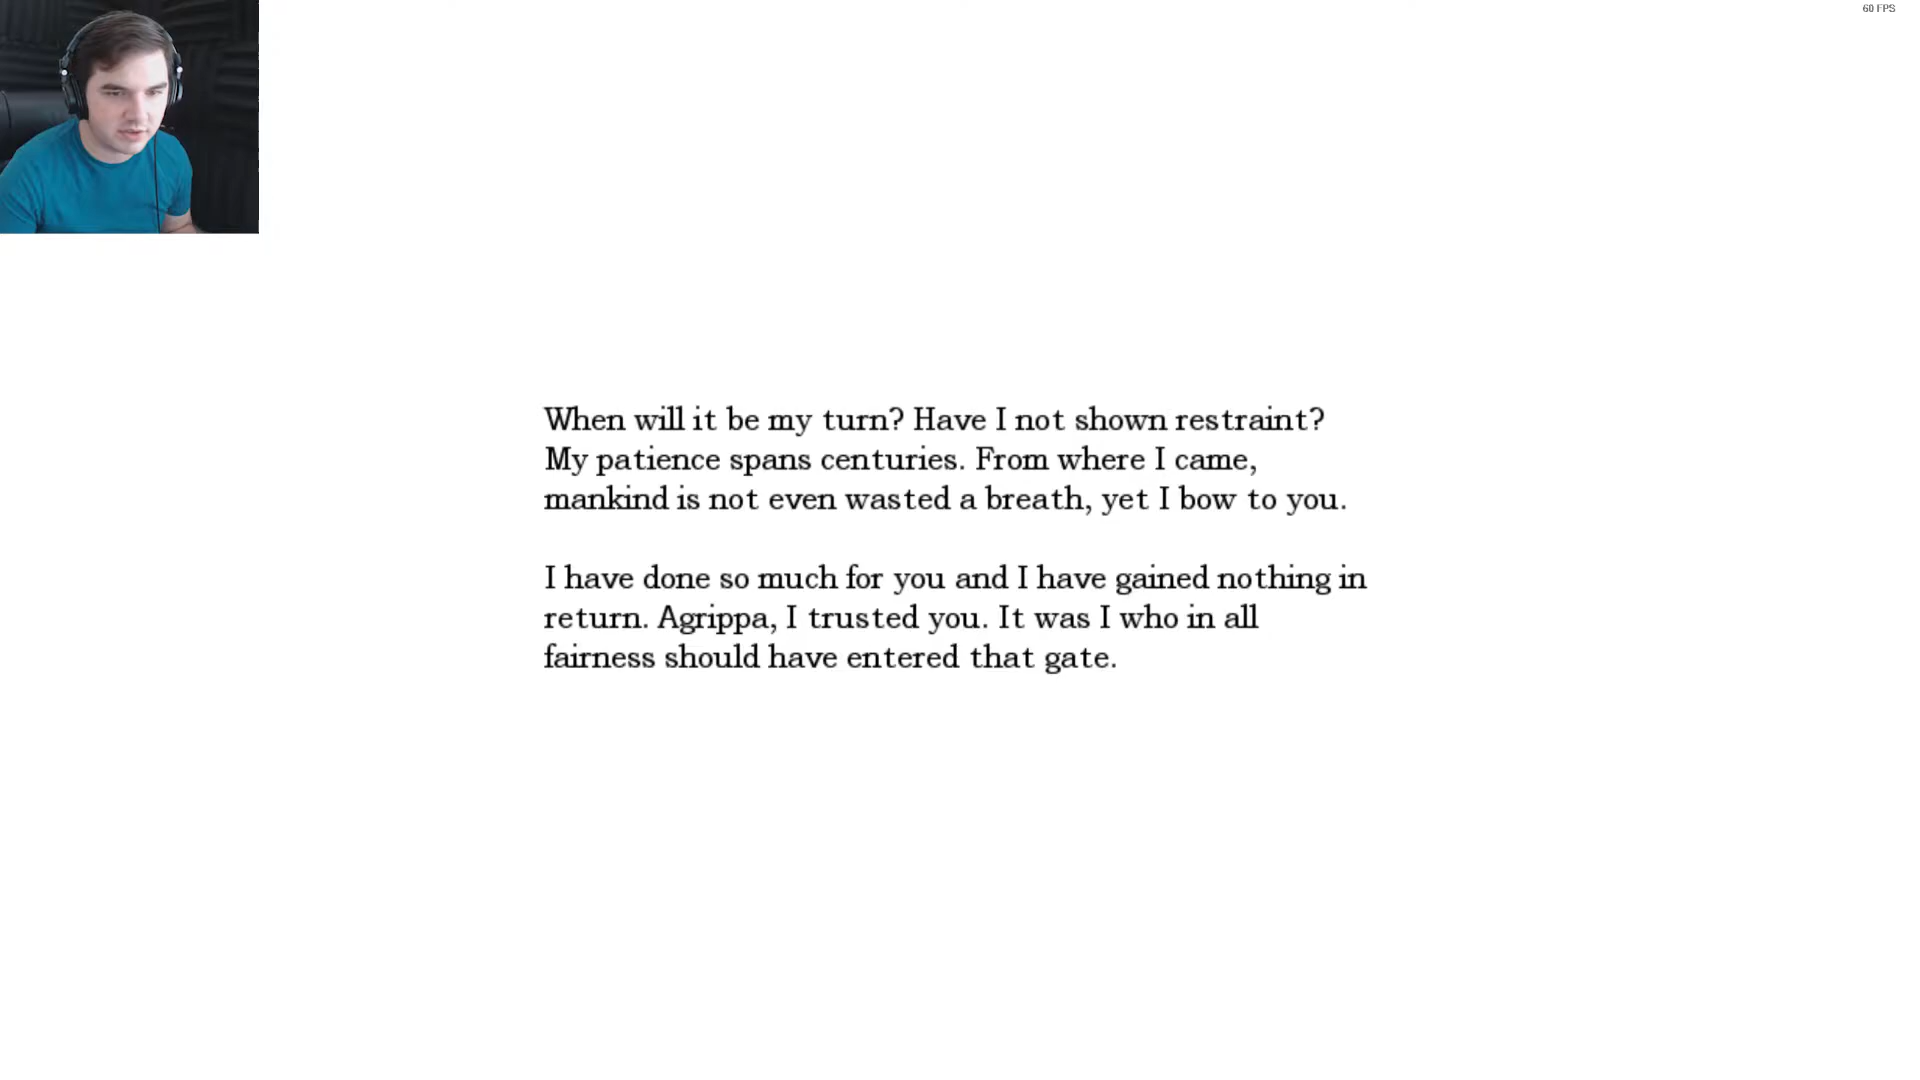 60 FPS
When will it be my turn? Have I not shown restraint?
My patience spans centuries. From where I came,
mankind is not even wasted a breath, yet I bow to you.
I have done so much for you and I have gained nothing in
return. Agrippa, I trusted you. It was I who in all
fairness should have entered that gate.